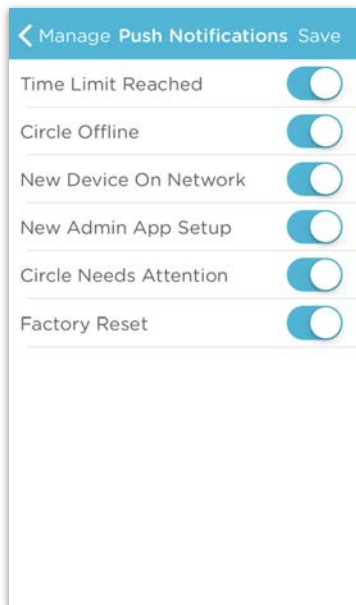 Manage Push Notifications Save
Time Limit Reached
Circle Offline
New Device On Network
New Admin App Setup
Circle Needs Attention
Factory Reset